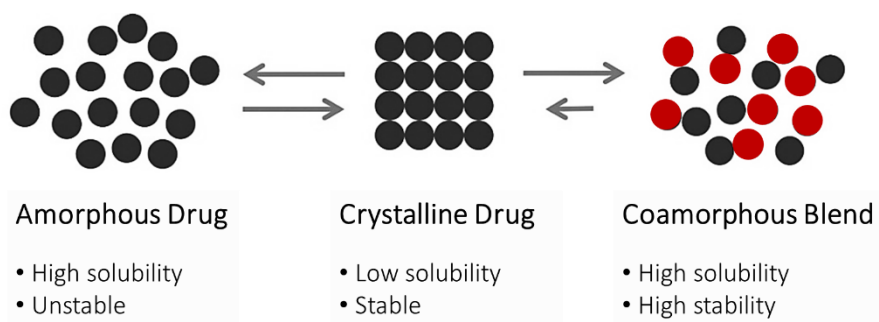 Amorphous Drug
• High solubility
• Unstable
Crystalline Drug
• Low solubility
• Stable
Coamorphous Blend
• High solubility
• High stability